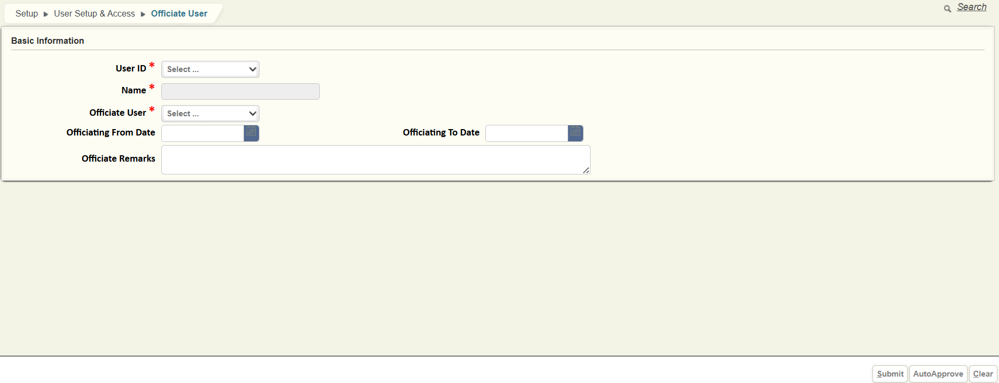 Setup ▶ User Setup & Access ▶ Officiate User
Search
Basic Information
User ID *
Select ...
Name *
Officiate User *
Select ...
Officiating From Date
Officiating To Date
Officiate Remarks
Submit
AutoApprove
Clear